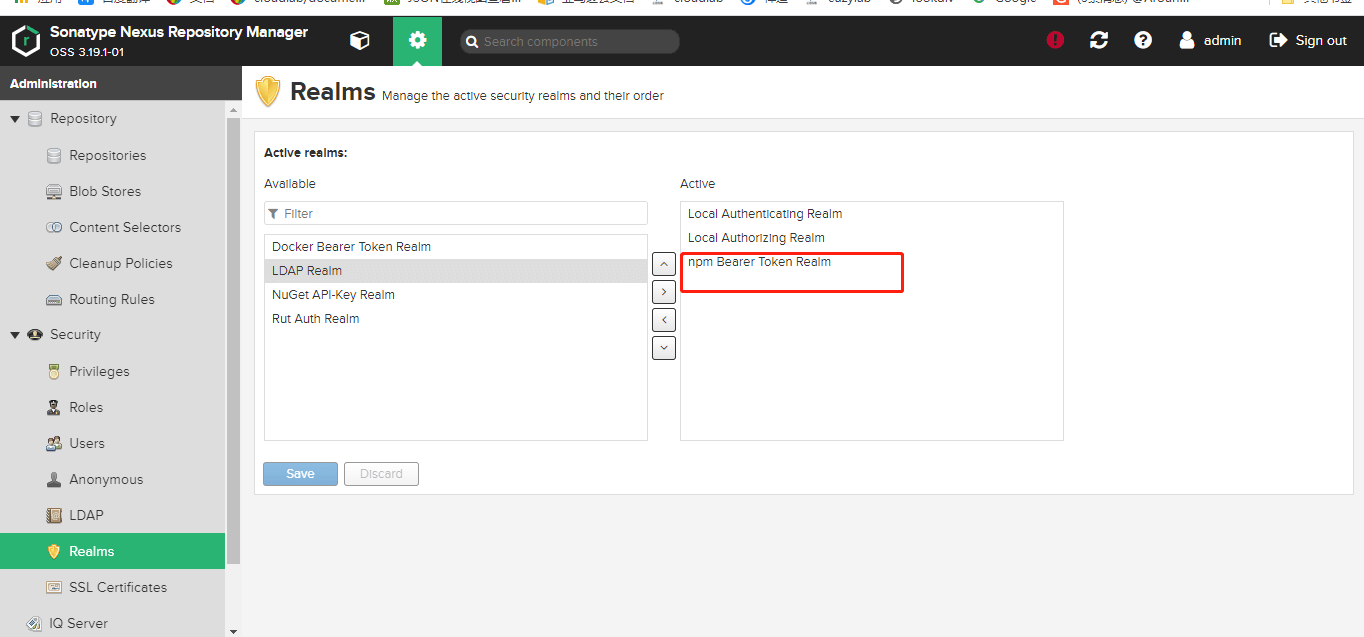 Sonatype Nexus Repository Manager
OSS 3.19.1-01
Search components
admin
Sign out
Administration
Repository
Repositories
Blob Stores
Content Selectors
Cleanup Policies
Routing Rules
Security
Privileges
Roles
Users
Anonymous
LDAP
Realms
SSL Certificates
IQ Server
Realms Manage the active security realms and their order
Active realms:
Available
Filter
Docker Bearer Token Realm
LDAP Realm
NuGet API-Key Realm
Rut Auth Realm
Active
Local Authenticating Realm
Local Authorizing Realm
npm Bearer Token Realm
Save
Discard